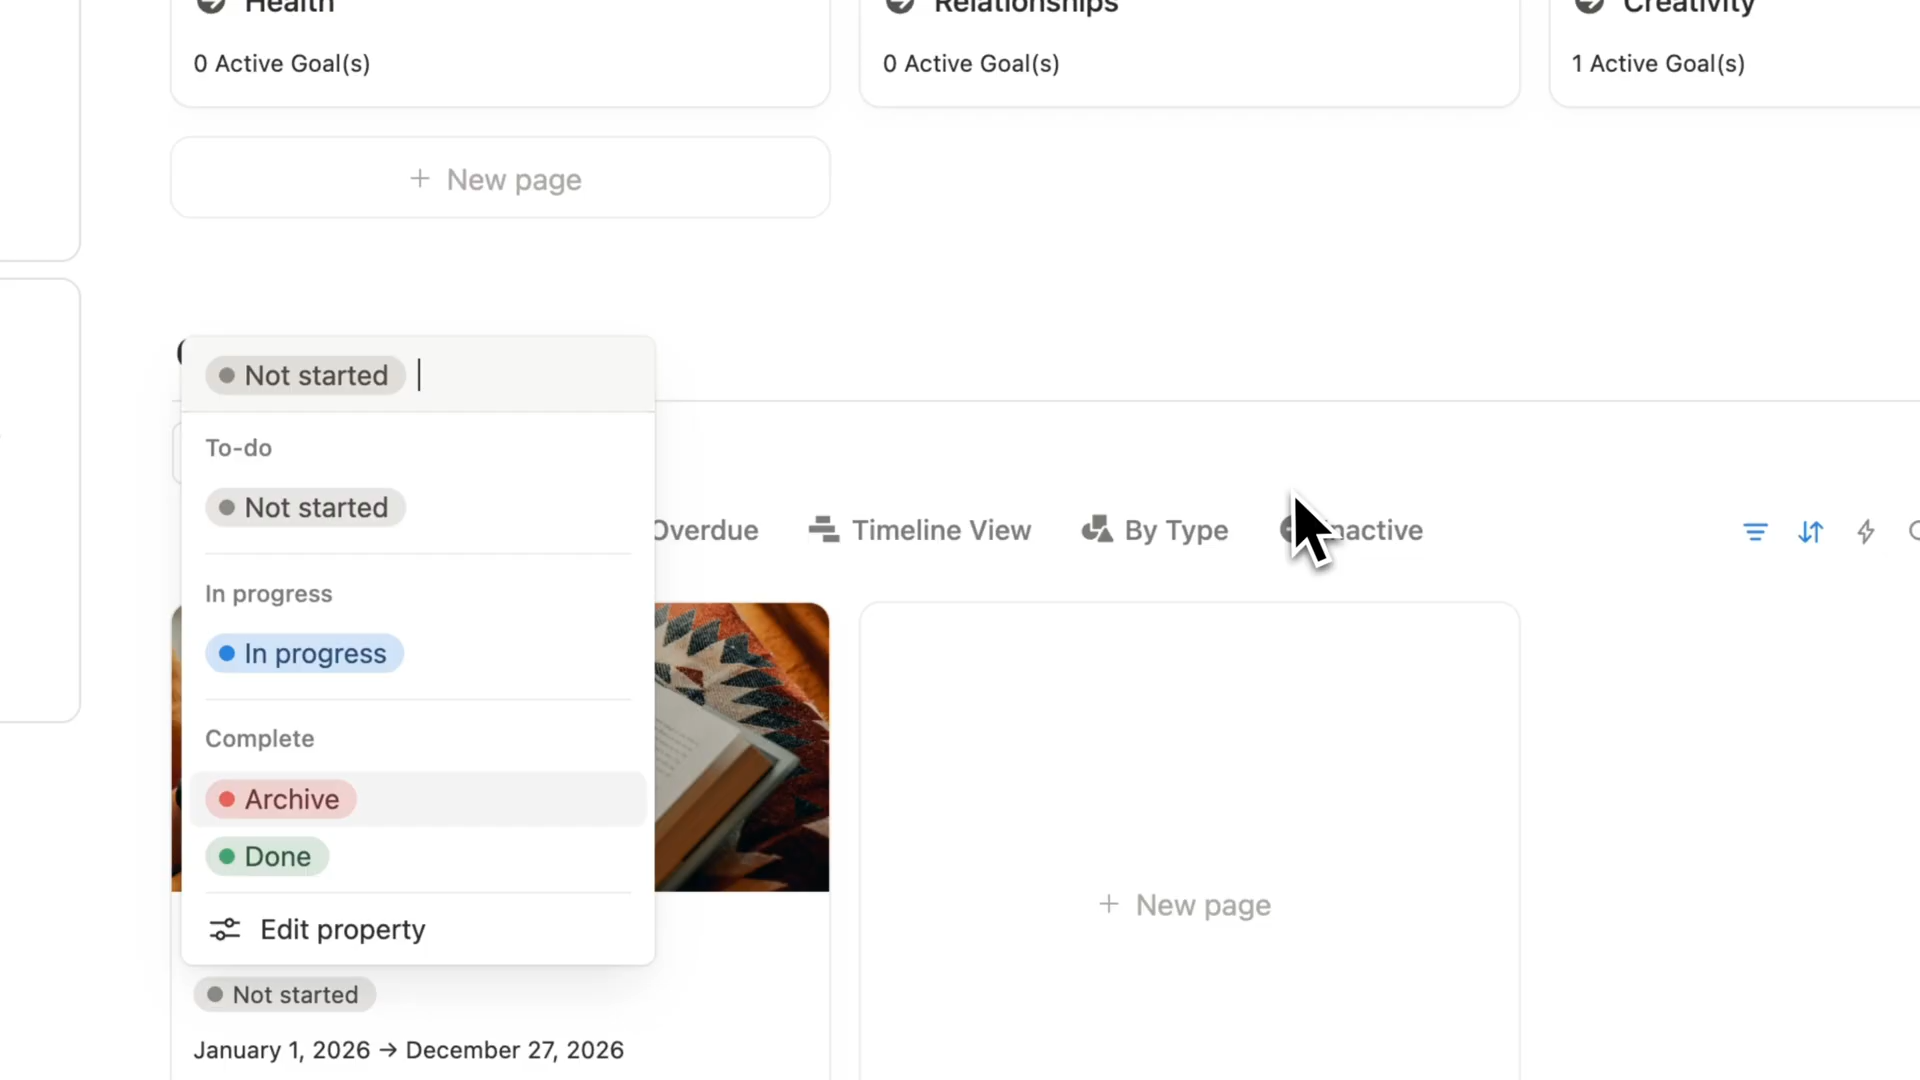 Health
Relationships
Creativity
0 Active Goal(s)
0 Active Goal(s)
1 Active Goal(s)
+ New page
Not started
To-do
Not started
Overdue
Timeline View
By Type
Inactive
In progress
In progress
Complete
Archive
Done
+ New page
Edit property
Not started
January 1, 2026 → December 27, 2026